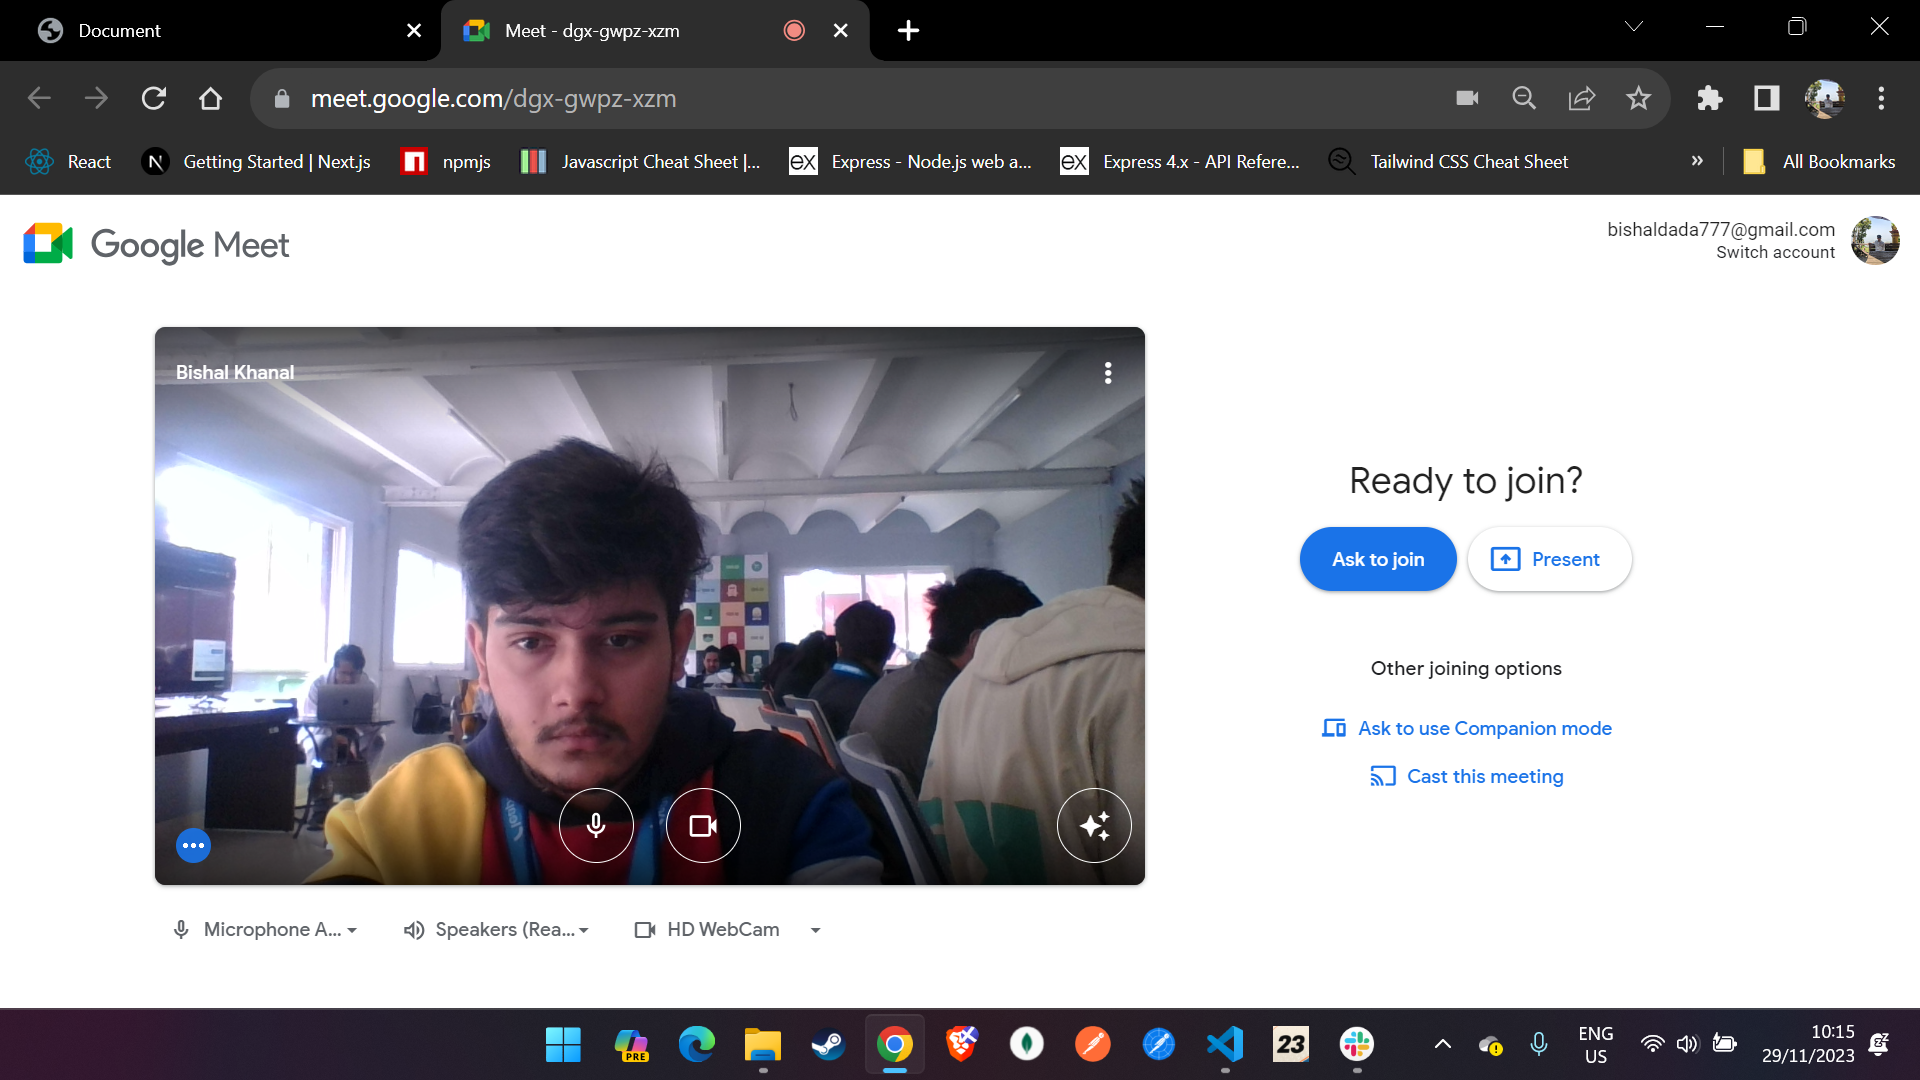 Document
Meet - dgx-gwpz-xzm
meet.google.com/dgx-gwpz-xzm
React
Getting Started | Next.js
npmjs
Javascript Cheat Sheet |...
ex
Express - Node.js web a...
ex
Express 4.x - API Refere...
Tailwind CSS Cheat Sheet
»
All Bookmarks
Google Meet
bishaldada777@gmail.com
Switch account
Bishal Khanal
Ready to join?
Ask to join
Present
Other joining options
Ask to use Companion mode
Cast this meeting
Microphone A...
Speakers (Rea...
HD WebCam
PRE
23
ENG
US
10:15
29/11/2023